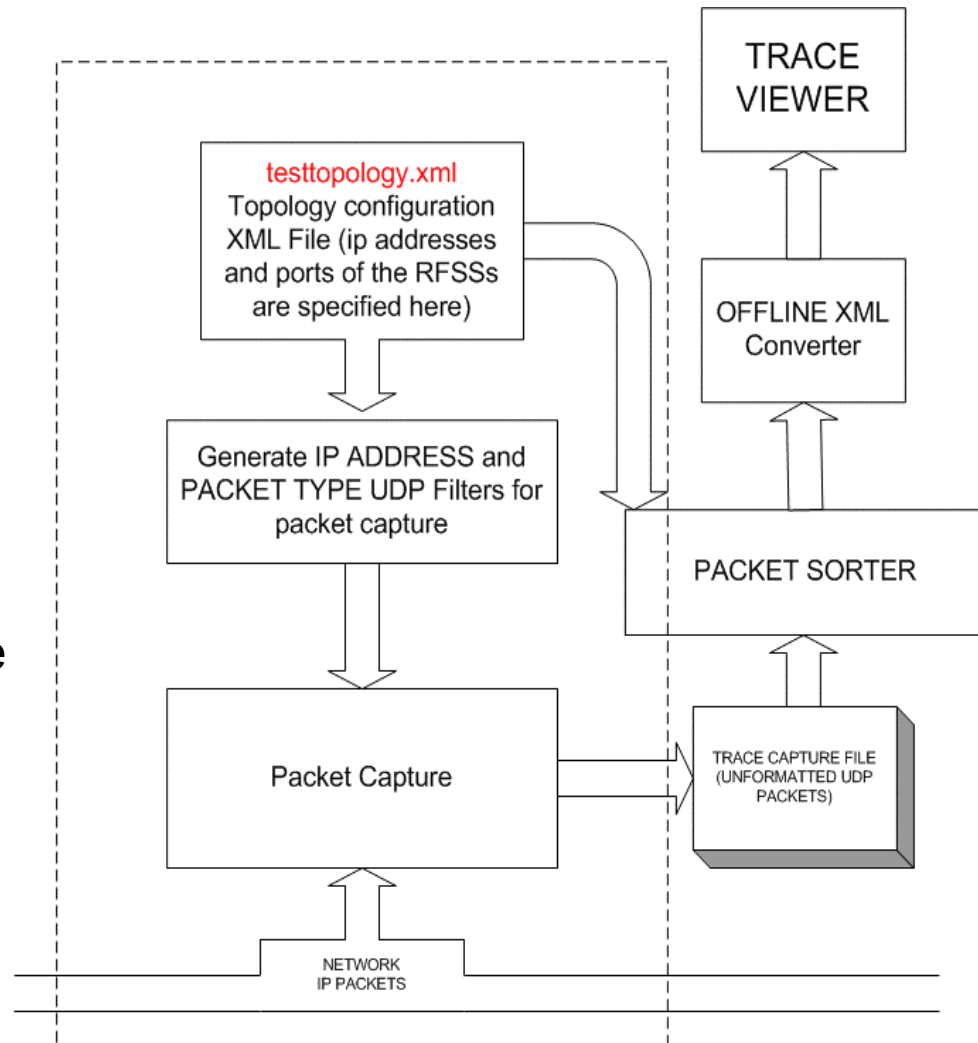 TRACE
VIEWER
testtopology.xml
Topology configuration
XML File (ip addresses
and ports of the RFSSs
are specified here)
OFFLINE XML
Converter
Generate IP ADDRESS and
PACKET TYPE UDP Filters for
packet capture
PACKET SORTER
e
Packet Capture
TRACE CAPTURE FILE
(UNFORMATTED UDP
PACKETS)
NETWORK
IP PACKETS